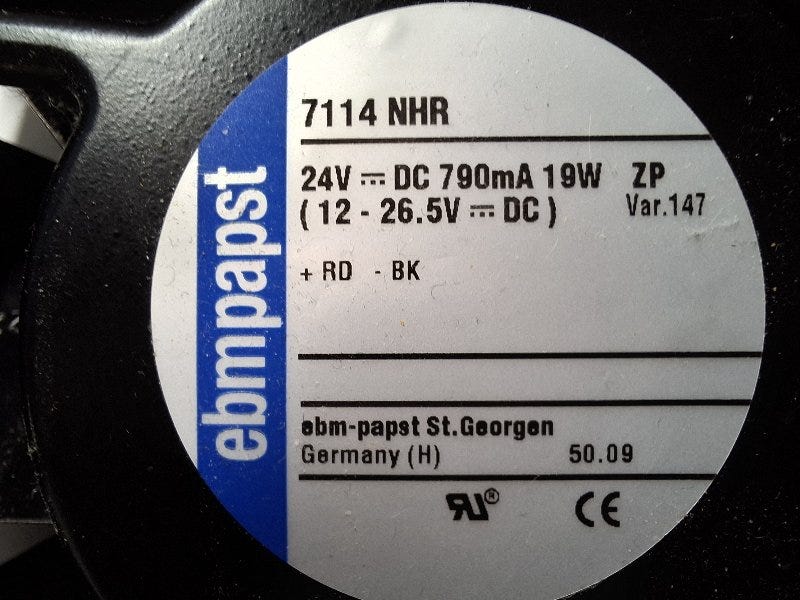 ebmpapst
7114 NHR
24V ⎓ DC 790mA 19W ZP
( 12 - 26.5V ⎓ DC ) Var.147
+ RD - BK
ebm-papst St.Georgen
Germany (H) 50.09
RU® CE